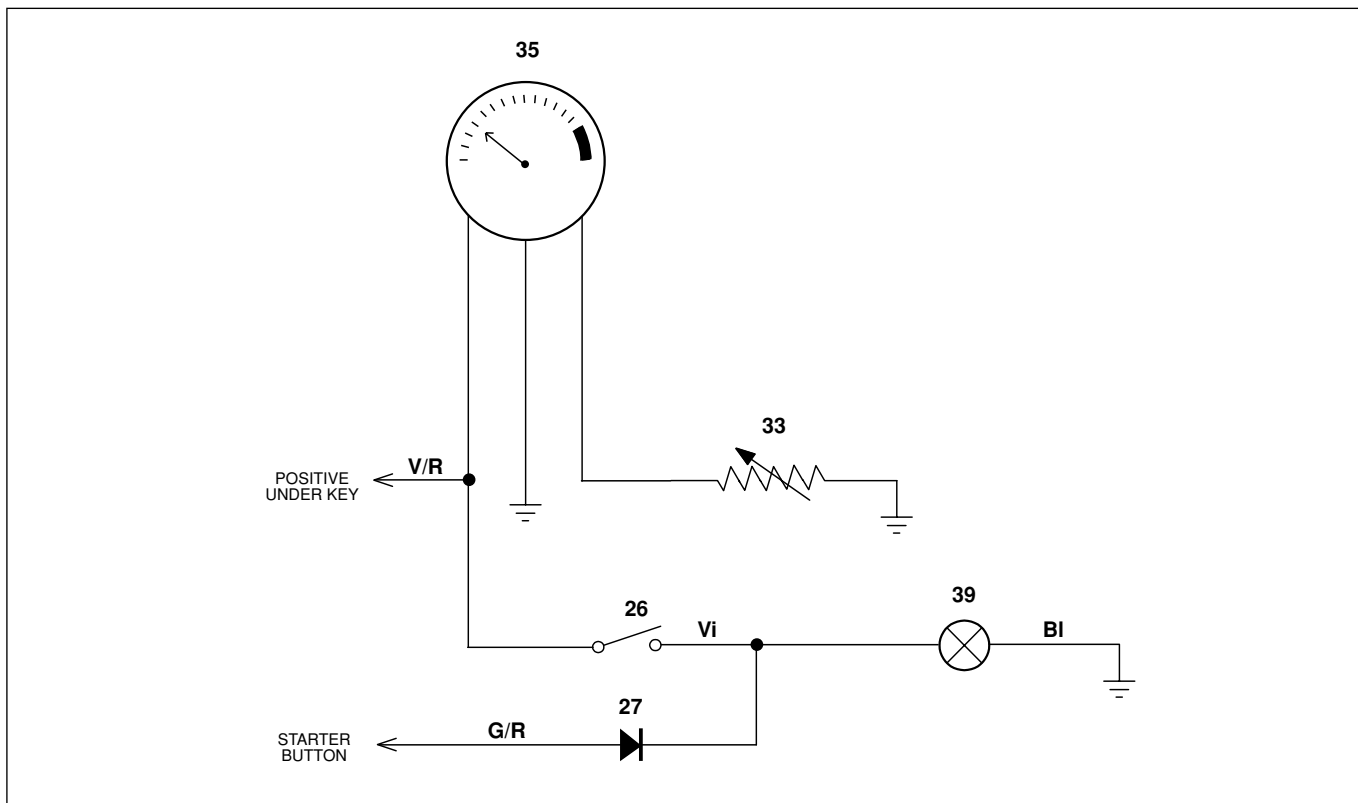 35
33
V/R
POSITIVE
UNDER KEY
26
39
Vi
Bl
27
G/R
STARTER
BUTTON